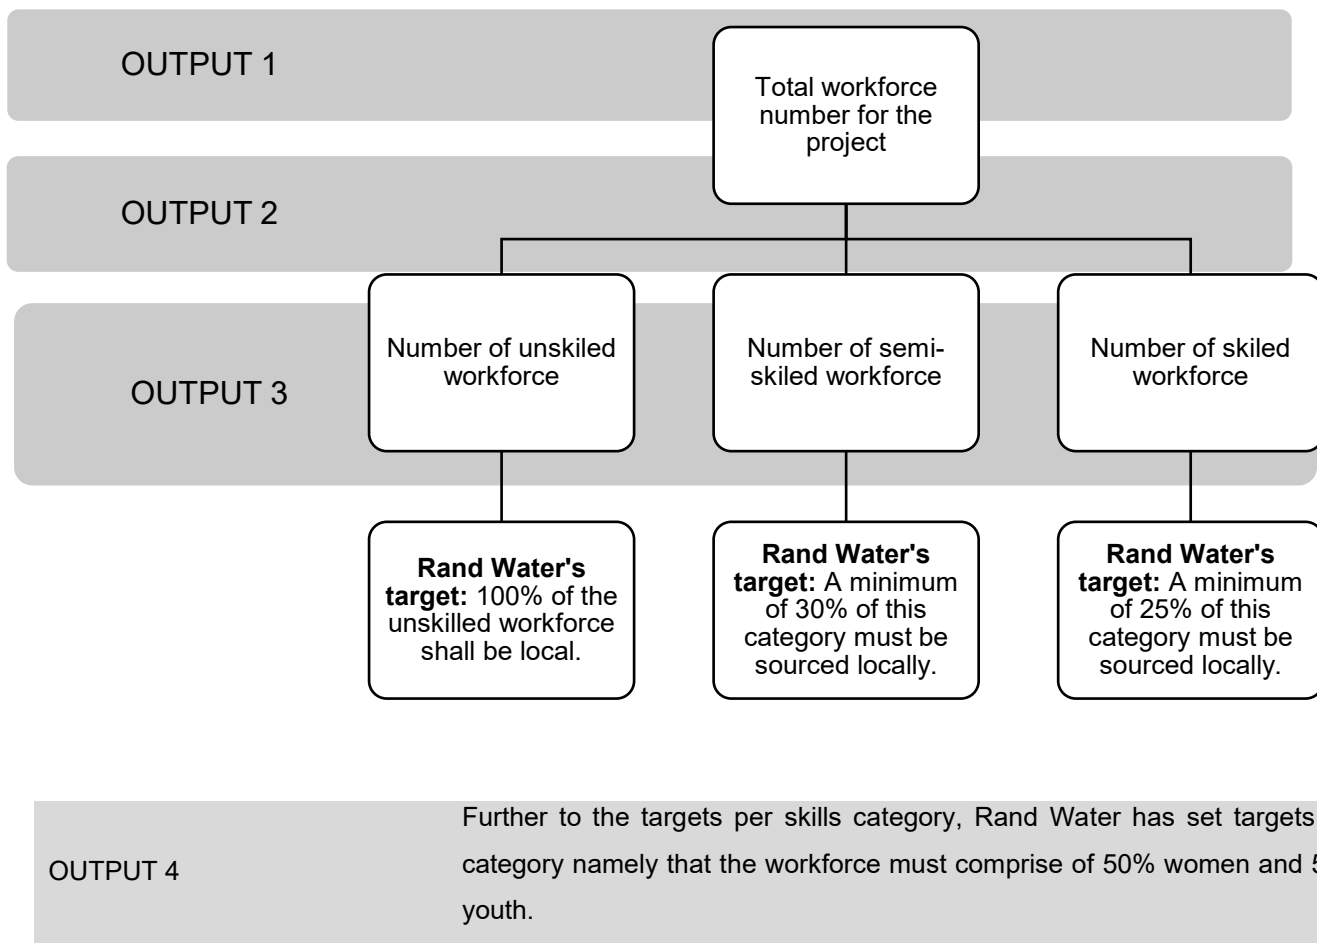 OUTPUT 1
Total workforce
number for the
project
OUTPUT 2
Number of unskiled
workforce
Number of semi-
skiled workforce
Number of skiled
workforce
OUTPUT 3
Rand Water's
target: 100% of the
unskilled workforce
shall be local.
Rand Water's
target: A minimum
of 30% of this
category must be
sourced locally.
Rand Water's
target: A minimum
of 25% of this
category must be
sourced locally.
Further to the targets per skills category, Rand Water has set targets
OUTPUT 4
category namely that the workforce must comprise of 50% women and
youth.